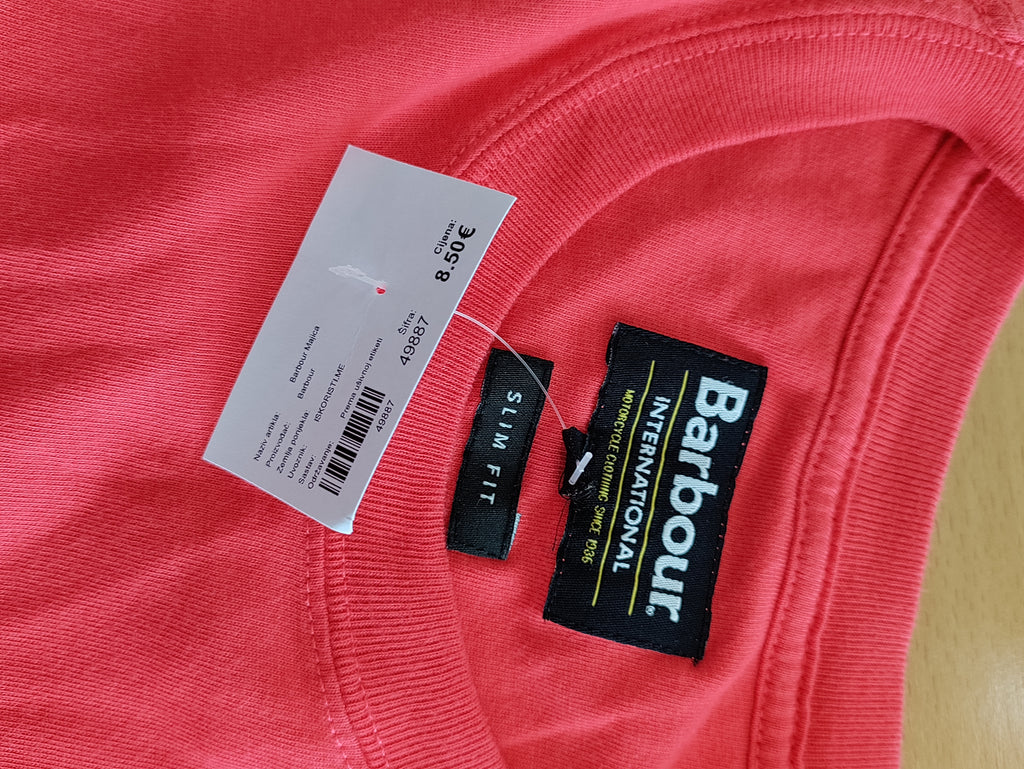 Barbour®
INTERNATIONAL
MOTORCYCLE CLOTHING SINCE 1936
SLIM FIT
Cijena:
8.50€
Naziv artikla: Barbour Majica
Proizvođač: Barbour
Zemlja porijekla:
Uvoznik: ISKORISTI.ME
Sastav:
Održavanje: Prema ušivnoj etiketi
Šifra:
49887
49887